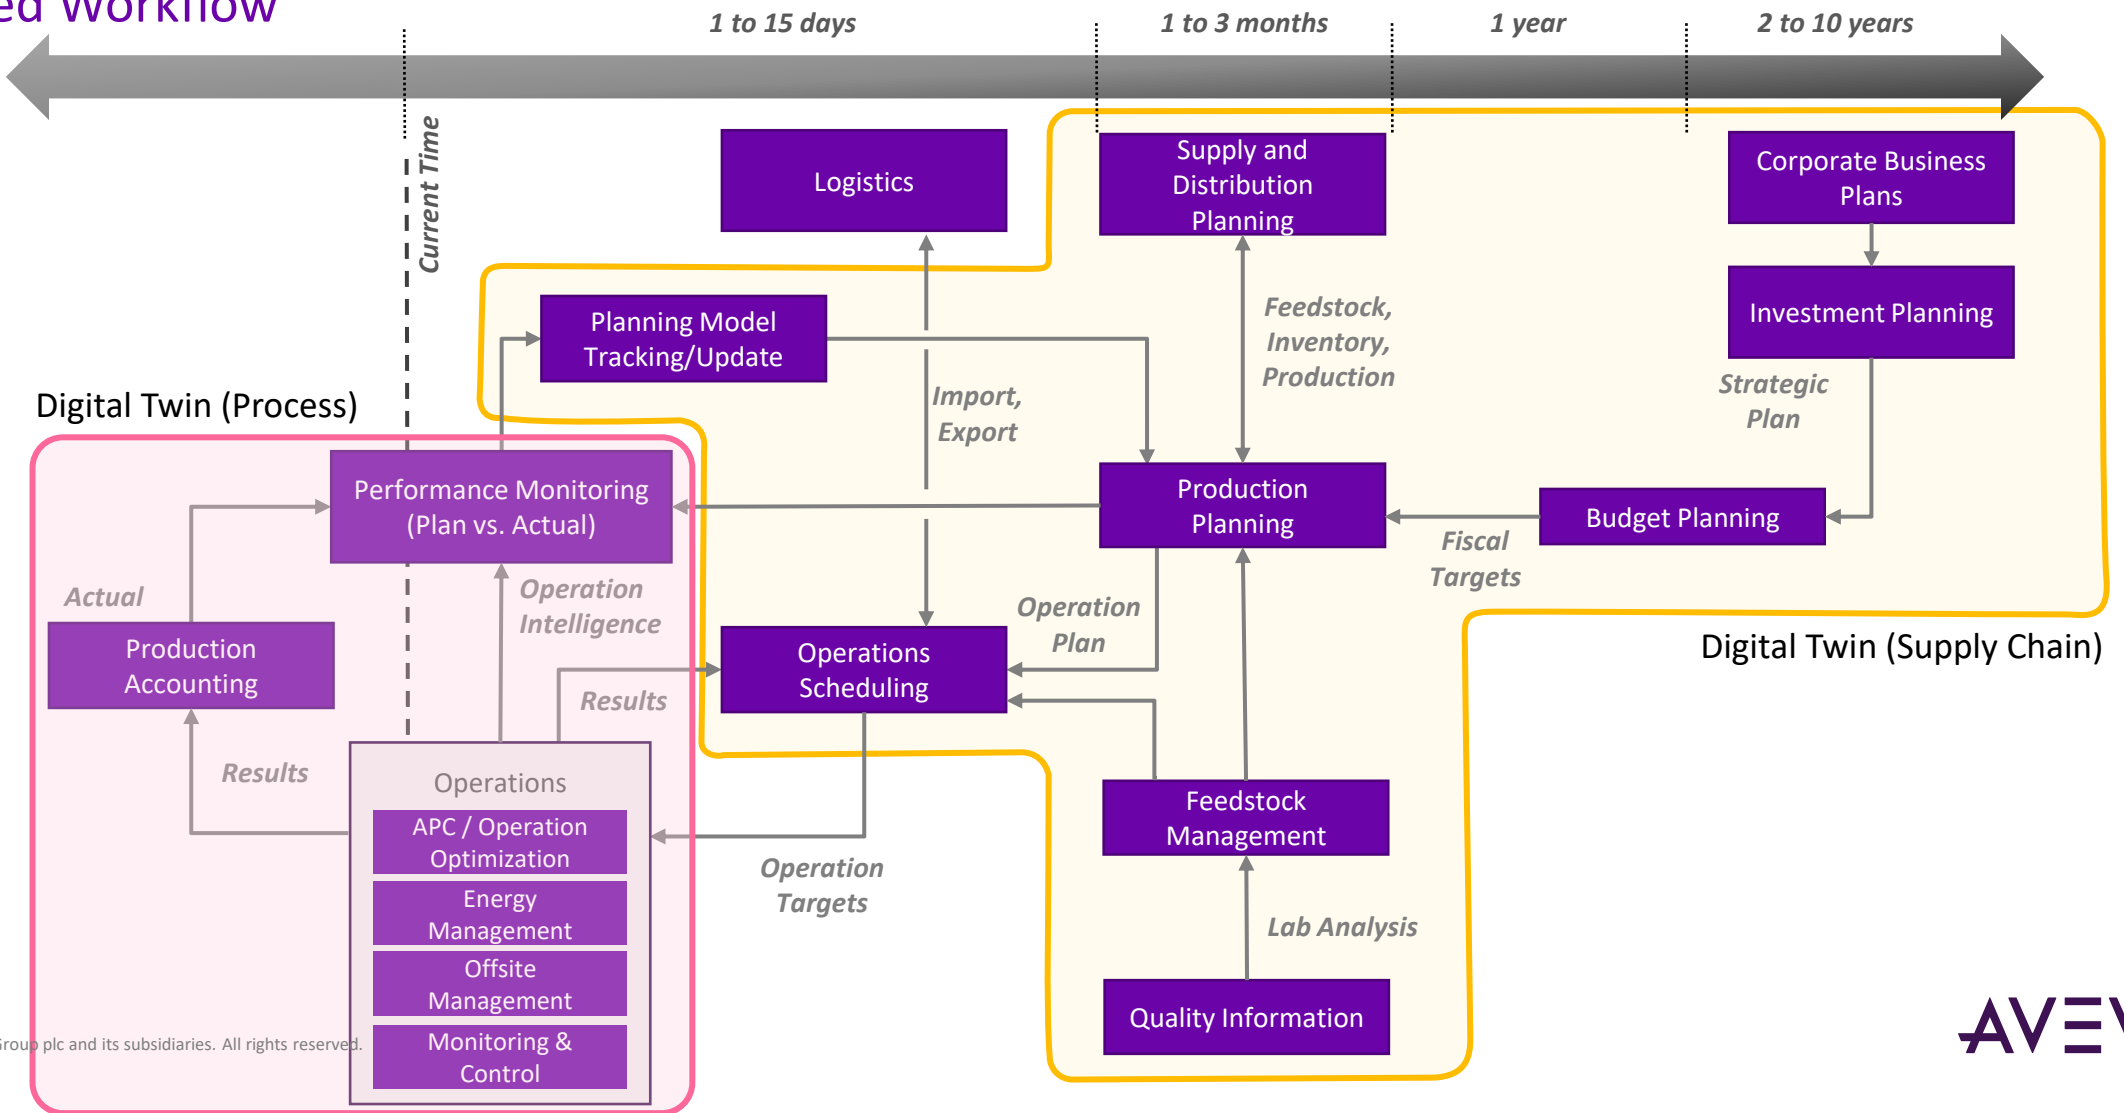 ed Workflow
1 to 15 days
1 to 3 months
1 year
2 to 10 years
Current Time
Logistics
Supply and
Distribution
Planning
Corporate Business
Plans
Planning Model
Tracking/Update
Feedstock,
Inventory,
Production
Investment Planning
Import,
Export
Strategic
Plan
Digital Twin (Process)
Performance Monitoring
(Plan vs. Actual)
Production
Planning
Budget Planning
Fiscal
Targets
Actual
Operation
Intelligence
Operation
Plan
Production
Accounting
Results
Operations
Scheduling
Digital Twin (Supply Chain)
Results
Operations
APC / Operation
Optimization
Energy
Management
Offsite
Management
Monitoring &
Control
Operation
Targets
Feedstock
Management
Lab Analysis
Quality Information
Group plc and its subsidiaries. All rights reserved.
AVEV